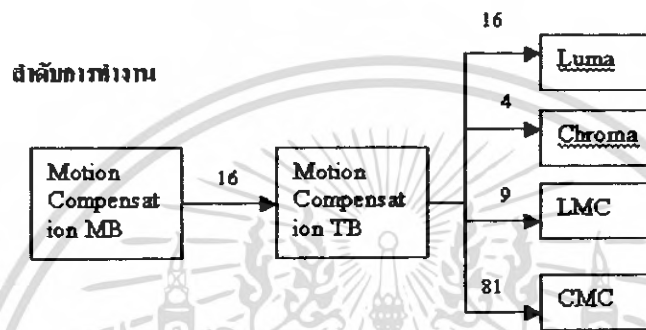 16
ลำดับการทำงาน
Luma
4
Chroma
Motion
Compensat
ion MB
16
Motion
Compensat
ion TB
9
LMC
81
CMC